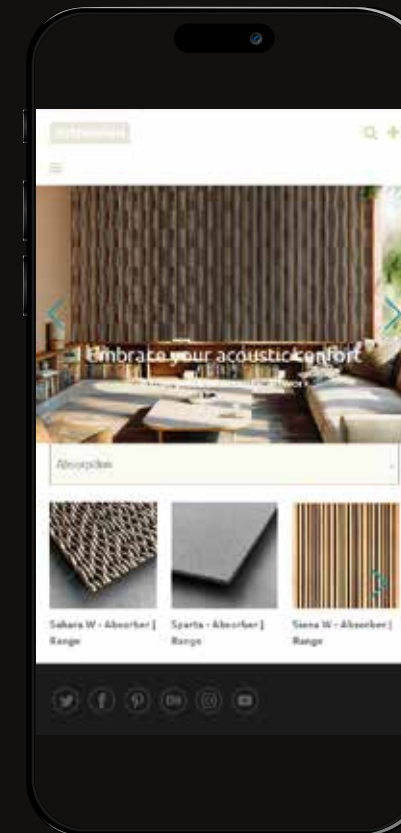 Embrace your acoustic comfort
Absorption
Sahara W - Absorber |
Range
Sparta - Absorber |
Range
Siena W - Absorber |
Range